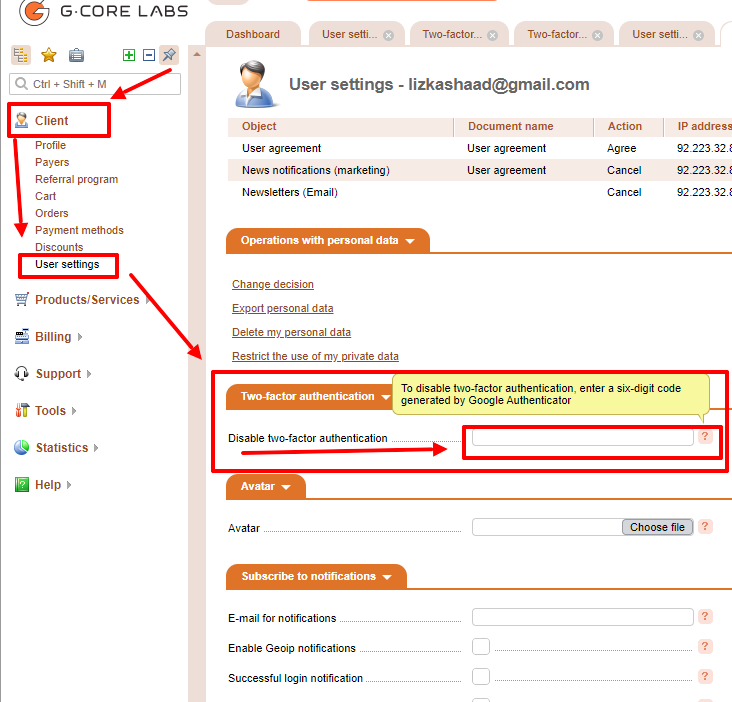 G·CORE LABS
Dashboard
User setti...
Two-factor...
Two-factor...
User setti...
Ctrl + Shift + M
Client
Profile
Payers
Referral program
Cart
Orders
Payment methods
Discounts
User settings
Products/Services
Billing
Support
Tools
Statistics
Help
User settings - lizkashaad@gmail.com
Object Document name Action IP address
User agreement User agreement Agree 92.223.32.8
News notifications (marketing) User agreement Cancel 92.223.32.8
Newsletters (Email) Cancel 92.223.32.8
Operations with personal data
Change decision
Export personal data
Delete my personal data
Restrict the use of my private data
Two-factor authentication
To disable two-factor authentication, enter a six-digit code
generated by Google Authenticator
Disable two-factor authentication ?
Avatar
Avatar Choose file ?
Subscribe to notifications
E-mail for notifications ?
Enable Geoip notifications ?
Successful login notification ?